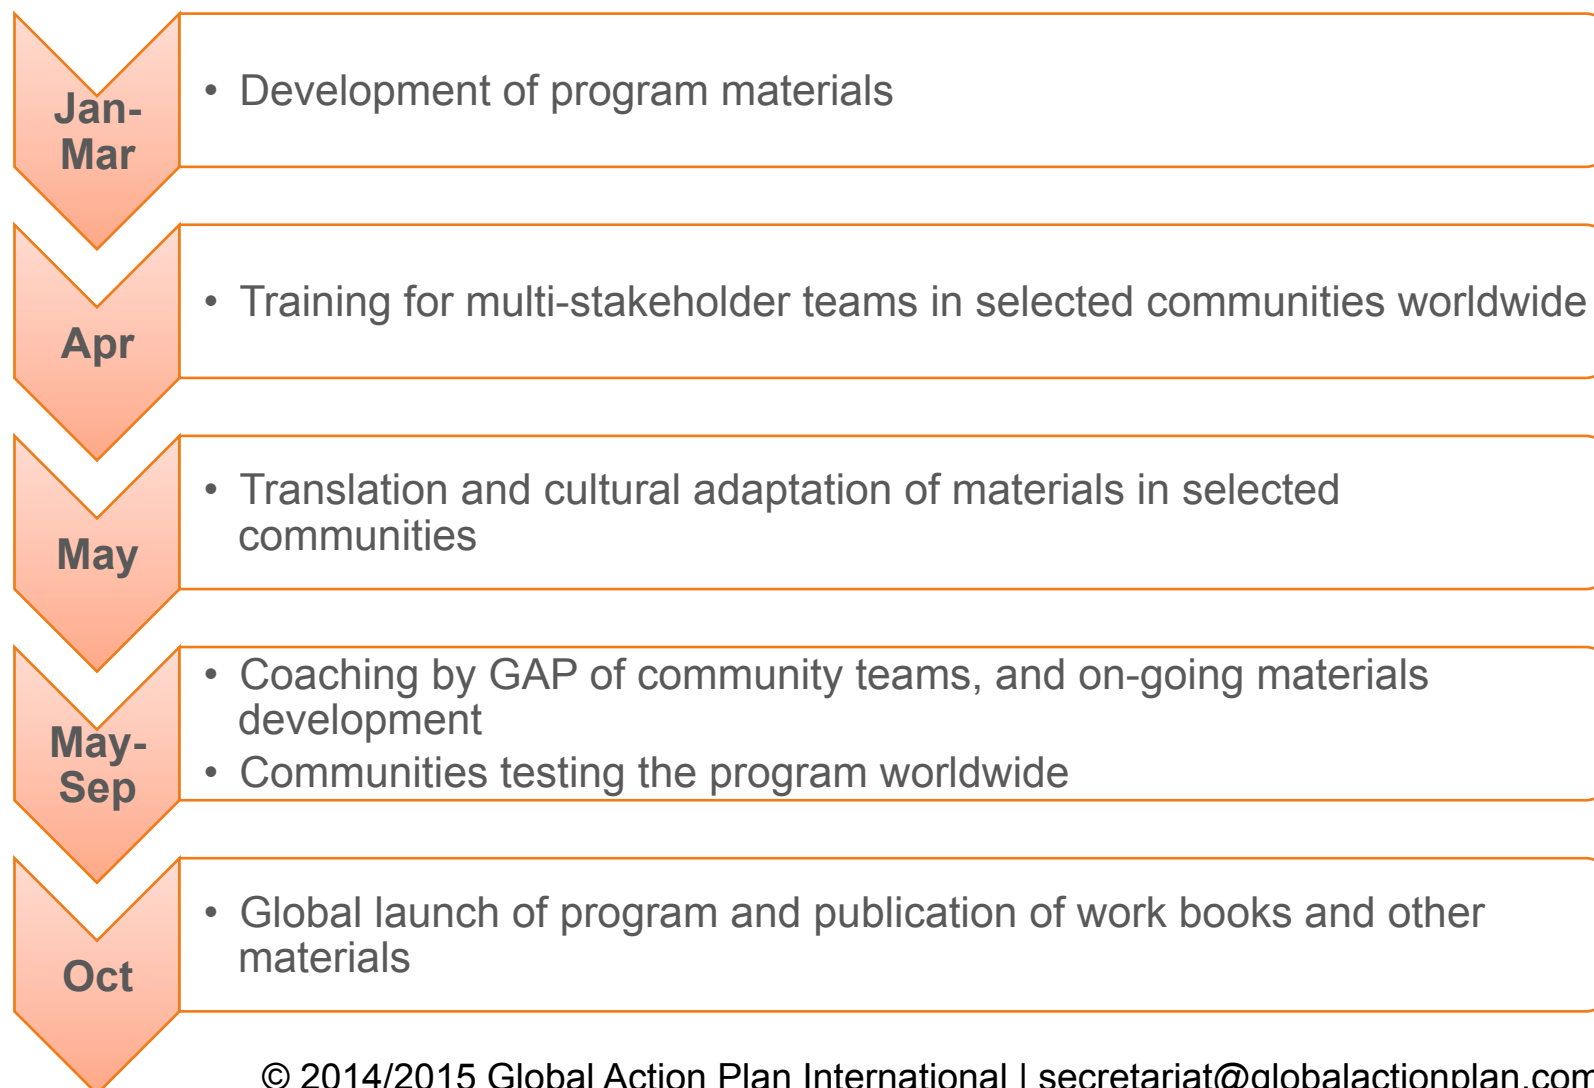 Jan-
Mar
• Development of program materials
Apr
• Training for multi-stakeholder teams in selected communities worldwide
May
• Translation and cultural adaptation of materials in selected
communities
May-
Sep
• Coaching by GAP of community teams, and on-going materials
development
• Communities testing the program worldwide
Oct
• Global launch of program and publication of work books and other
materials
© 2014/2015 Global Action Plan International | secretariat@globalactionplan.com